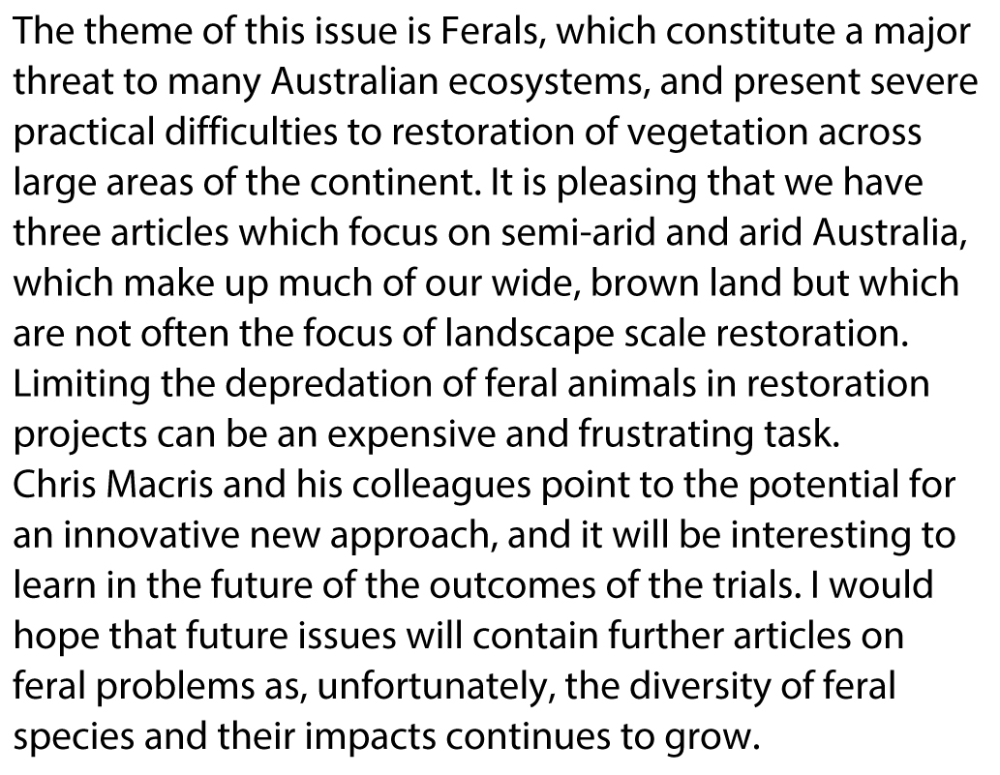 The theme of this issue is Ferals, which constitute a major
threat to many Australian ecosystems, and present severe
practical difficulties to restoration of vegetation across
large areas of the continent. It is pleasing that we have
three articles which focus on semi-arid and arid Australia,
which make up much of our wide, brown land but which
are not often the focus of landscape scale restoration.
Limiting the depredation of feral animals in restoration
projects can be an expensive and frustrating task.
Chris Macris and his colleagues point to the potential for
an innovative new approach, and it will be interesting to
learn in the future of the outcomes of the trials. I would
hope that future issues will contain further articles on
feral problems as, unfortunately, the diversity of feral
species and their impacts continues to grow.